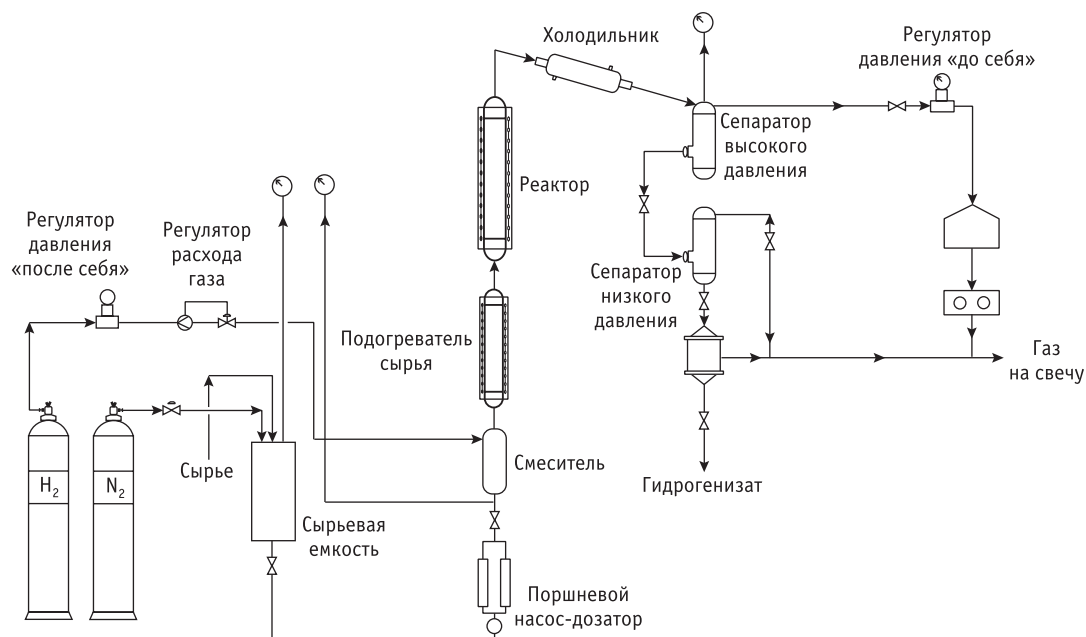 Холодильник
Регулятор
давления «до себя»
Сепаратор
высокого
давления
Реактор
Регулятор
давления
«после себя»
Регулятор
расхода
газа
Сепаратор
низкого
давления
Подогреватель
сырья
Газ
на свечу
Сырье
Смеситель
H₂
N₂
Гидрогенизат
Сырьевая
емкость
Поршневой
насос-дозатор